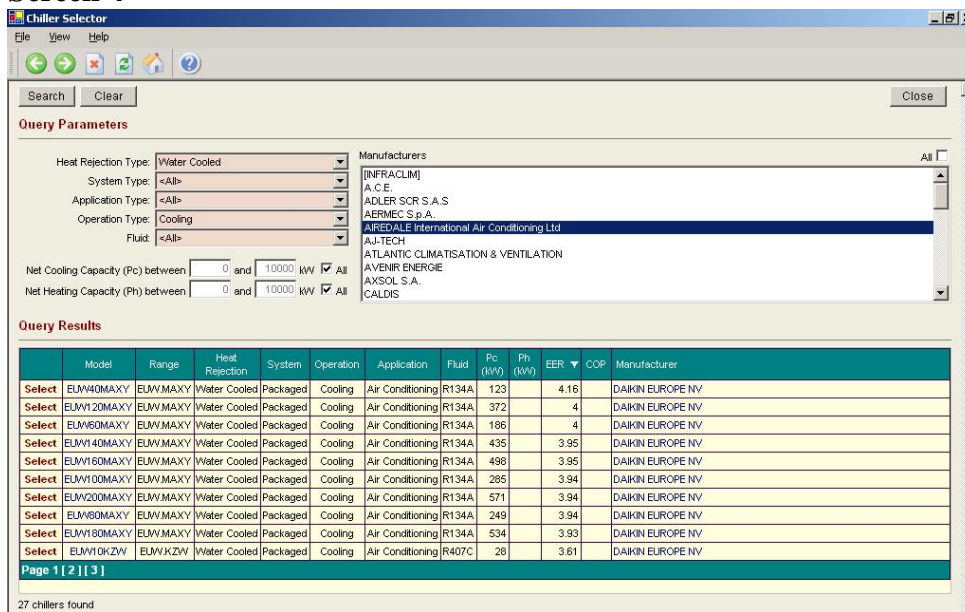 Chiller Selector
File View Help
Search Clear Close
Query Parameters
Heat Rejection Type: Water Cooled
System Type: <All>
Application Type: <All>
Operation Type: Cooling
Fluid: <All>
Net Cooling Capacity (Pc) between 0 and 10000 kW All
Net Heating Capacity (Ph) between 0 and 10000 kW All
Manufacturers All
[INFRACLIM]
A.C.E.
ADLER SCR S.A.S
AERMEC S.p.A.
AIREDALE International Air Conditioning Ltd
AJ-TECH
ATLANTIC CLIMATISATION & VENTILATION
AVENIR ENERGIE
AXSOL S.A.
CALDIS
Query Results
Model Range Heat Rejection System Operation Application Fluid Pc (kW) Ph (kW) EER COP Manufacturer
Select EUW40MAXY EUW.MAXY Water Cooled Packaged Cooling Air Conditioning R134A 123 4.16 DAIKIN EUROPE NV
Select EUW120MAXY EUW.MAXY Water Cooled Packaged Cooling Air Conditioning R134A 372 4 DAIKIN EUROPE NV
Select EUW60MAXY EUW.MAXY Water Cooled Packaged Cooling Air Conditioning R134A 186 4 DAIKIN EUROPE NV
Select EUW140MAXY EUW.MAXY Water Cooled Packaged Cooling Air Conditioning R134A 435 3.95 DAIKIN EUROPE NV
Select EUW160MAXY EUW.MAXY Water Cooled Packaged Cooling Air Conditioning R134A 498 3.95 DAIKIN EUROPE NV
Select EUW100MAXY EUW.MAXY Water Cooled Packaged Cooling Air Conditioning R134A 285 3.94 DAIKIN EUROPE NV
Select EUW200MAXY EUW.MAXY Water Cooled Packaged Cooling Air Conditioning R134A 571 3.94 DAIKIN EUROPE NV
Select EUW80MAXY EUW.MAXY Water Cooled Packaged Cooling Air Conditioning R134A 249 3.94 DAIKIN EUROPE NV
Select EUW180MAXY EUW.MAXY Water Cooled Packaged Cooling Air Conditioning R134A 534 3.93 DAIKIN EUROPE NV
Select EUW10KZW EUW.KZW Water Cooled Packaged Cooling Air Conditioning R407C 28 3.61 DAIKIN EUROPE NV
Page 1 [ 2 ] [ 3 ]
27 chillers found